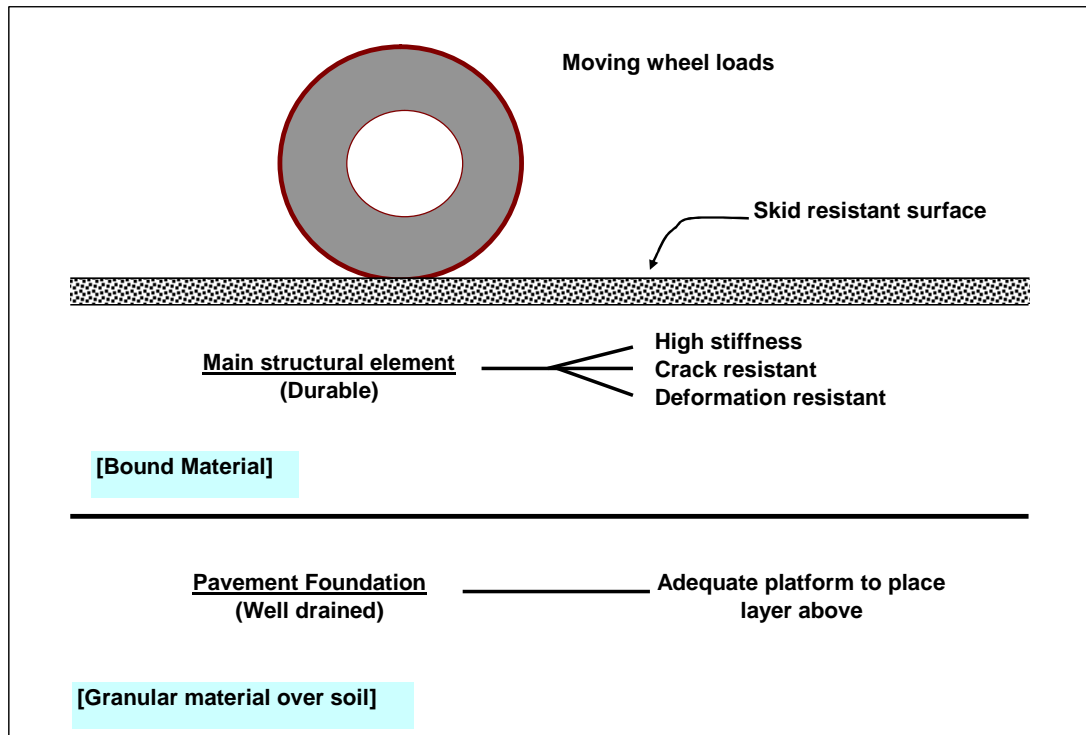 Moving wheel loads
Skid resistant surface
Main structural element
(Durable)
High stiffness
Crack resistant
Deformation resistant
[Bound Material]
Pavement Foundation
(Well drained)
Adequate platform to place
layer above
[Granular material over soil]